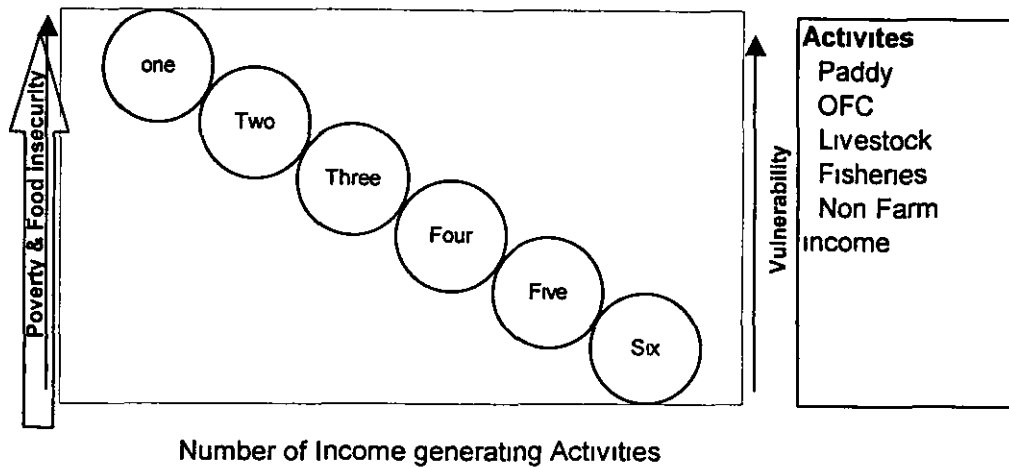 Poverty & Food insecurity
one
Two
Three
Four
Five
Six
Vulnerability
Activites
Paddy
OFC
Livestock
Fisheries
Non Farm
income
Number of Income generating Activities